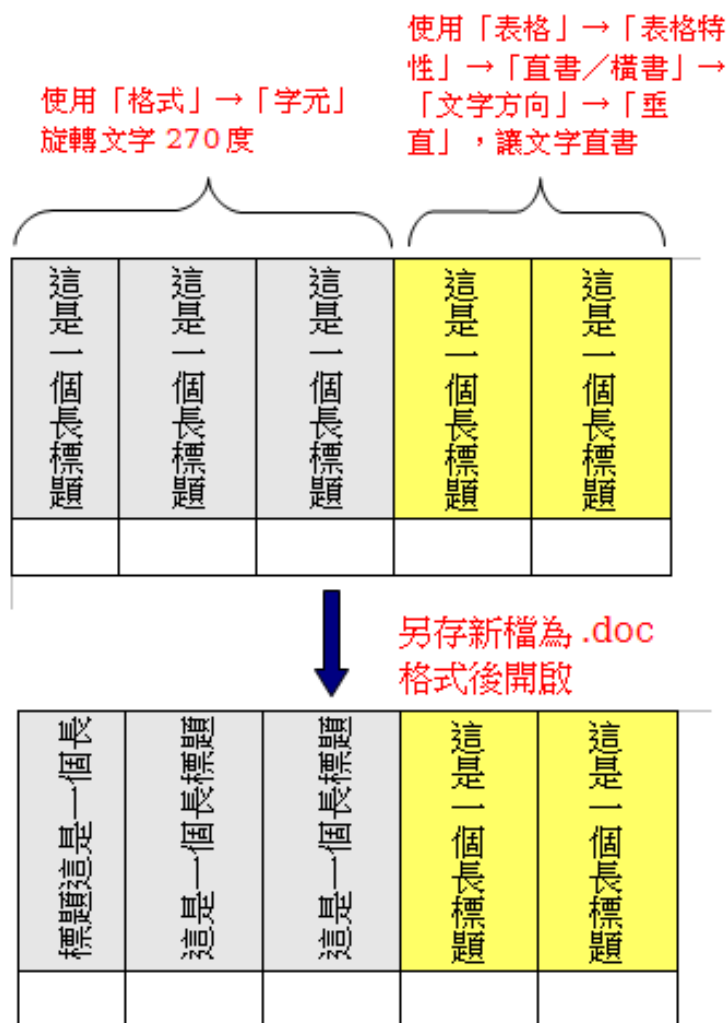 使用「格式」→「字元」
旋轉文字 270 度
使用「表格」→「表格特
性」→「直書／橫書」→
「文字方向」→「垂
直」，讓文字直書
這是一個長標題
這是一個長標題
這是一個長標題
這是一個長標題
這是一個長標題
另存新檔為 .doc
格式後開啟
標題這是一個長
這是一個長標題
這是一個長標題
這是一個長標題
這是一個長標題